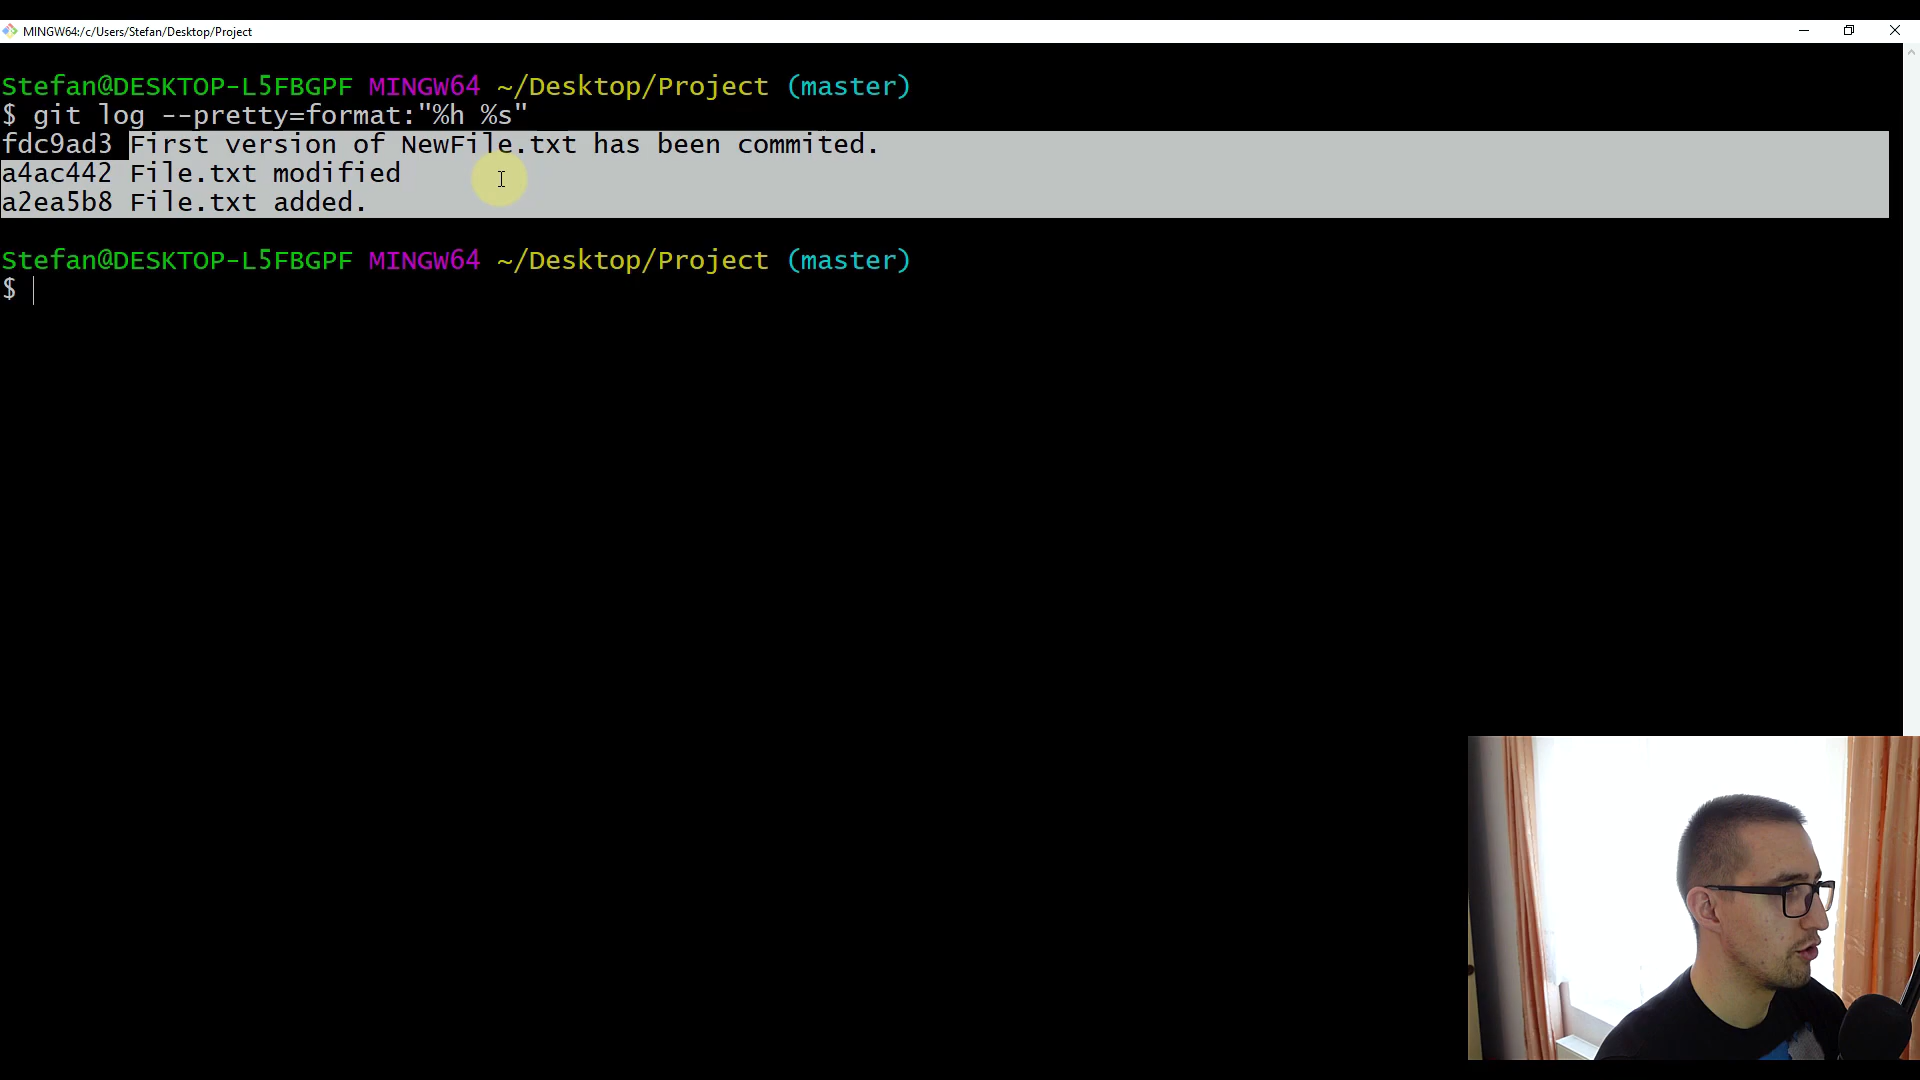 MINGW64:/c/Users/Stefan/Desktop/Project
Stefan@DESKTOP-L5FBGPF MINGW64 ~/Desktop/Project (master)
$ git log --pretty=format:"%h %s"
fdc9ad3 First version of NewFile.txt has been commited.
a4ac442 File.txt modified
a2ea5b8 File.txt added.
Stefan@DESKTOP-L5FBGPF MINGW64 ~/Desktop/Project (master)
$